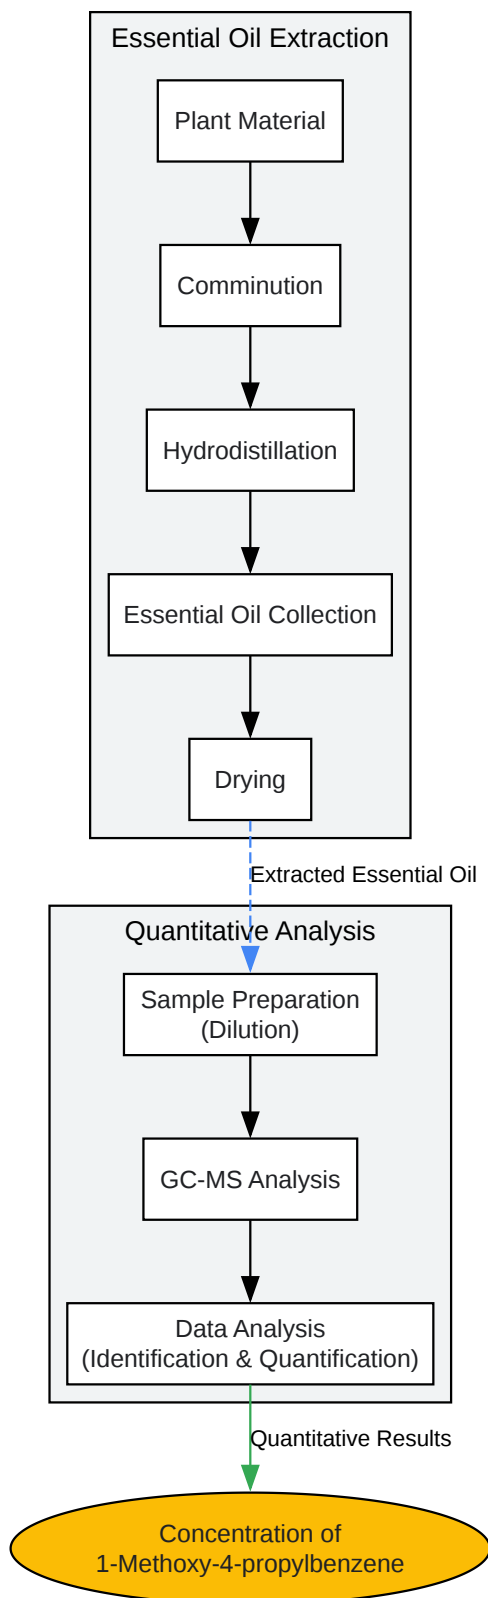 Essential Oil Extraction
Plant Material
Comminution
Hydrodistillation
Essential Oil Collection
Drying
Extracted Essential Oil
Quantitative Analysis
Sample Preparation
(Dilution)
GC-MS Analysis
Data Analysis
(Identification & Quantification)
Quantitative Results
Concentration of
1-Methoxy-4-propylbenzene